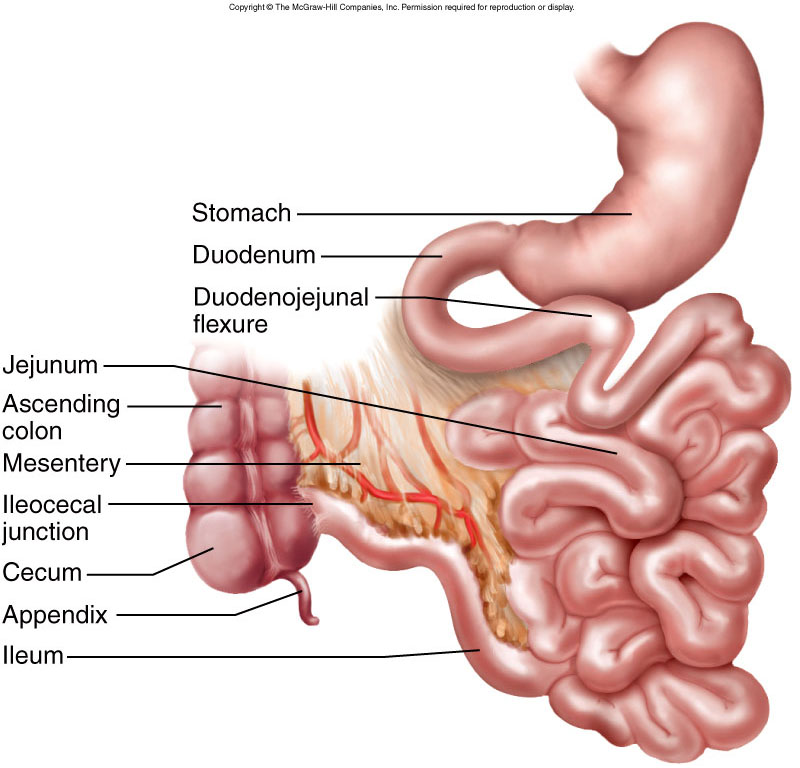 Copyright © The McGraw-Hill Companies, Inc. Permission required for reproduction or display.
Stomach
Duodenum
Duodenojejunal
flexure
Jejunum
Ascending
colon
Mesentery
Ileocecal
junction
Cecum
Appendix
Ileum